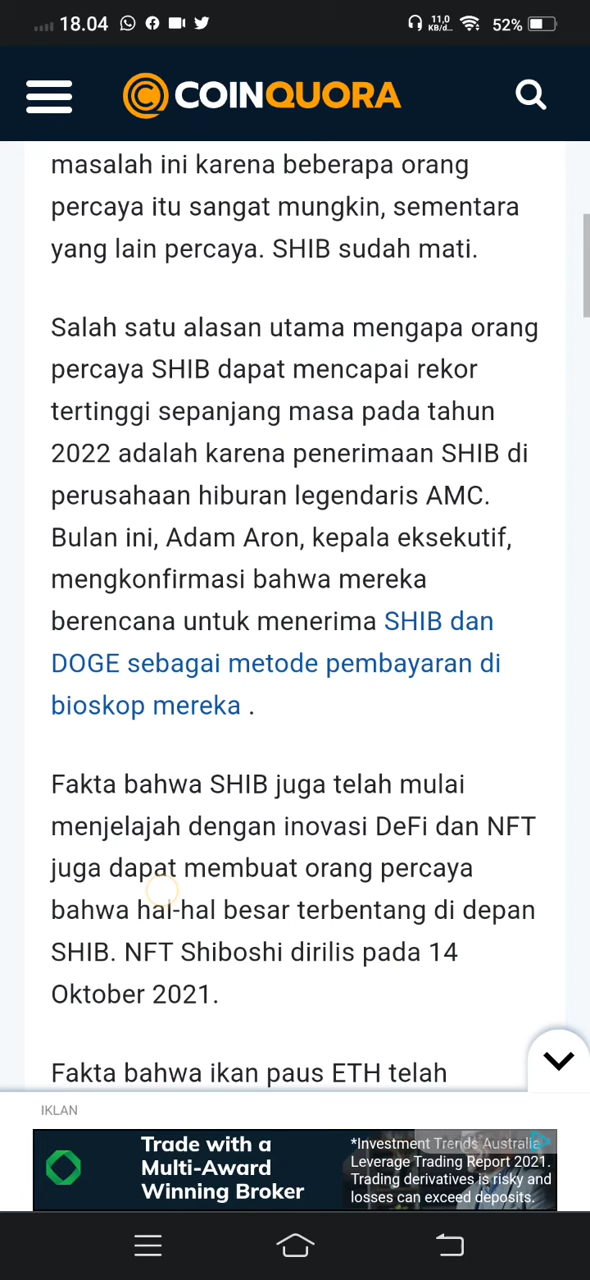 18.04
11,0
KB/d...
52%
COINQUORA
masalah ini karena beberapa orang
percaya itu sangat mungkin, sementara
yang lain percaya. SHIB sudah mati.
Salah satu alasan utama mengapa orang
percaya SHIB dapat mencapai rekor
tertinggi sepanjang masa pada tahun
2022 adalah karena penerimaan SHIB di
perusahaan hiburan legendaris AMC.
Bulan ini, Adam Aron, kepala eksekutif,
mengkonfirmasi bahwa mereka
berencana untuk menerima SHIB dan
DOGE sebagai metode pembayaran di
bioskop mereka .
Fakta bahwa SHIB juga telah mulai
menjelajah dengan inovasi DeFi dan NFT
juga dapat membuat orang percaya
bahwa hal-hal besar terbentang di depan
SHIB. NFT Shiboshi dirilis pada 14
Oktober 2021.
Fakta bahwa ikan paus ETH telah
IKLAN
Trade with a
Multi-Award
Winning Broker
*Investment Trends Australia
Leverage Trading Report 2021.
Trading derivatives is risky and
losses can exceed deposits.